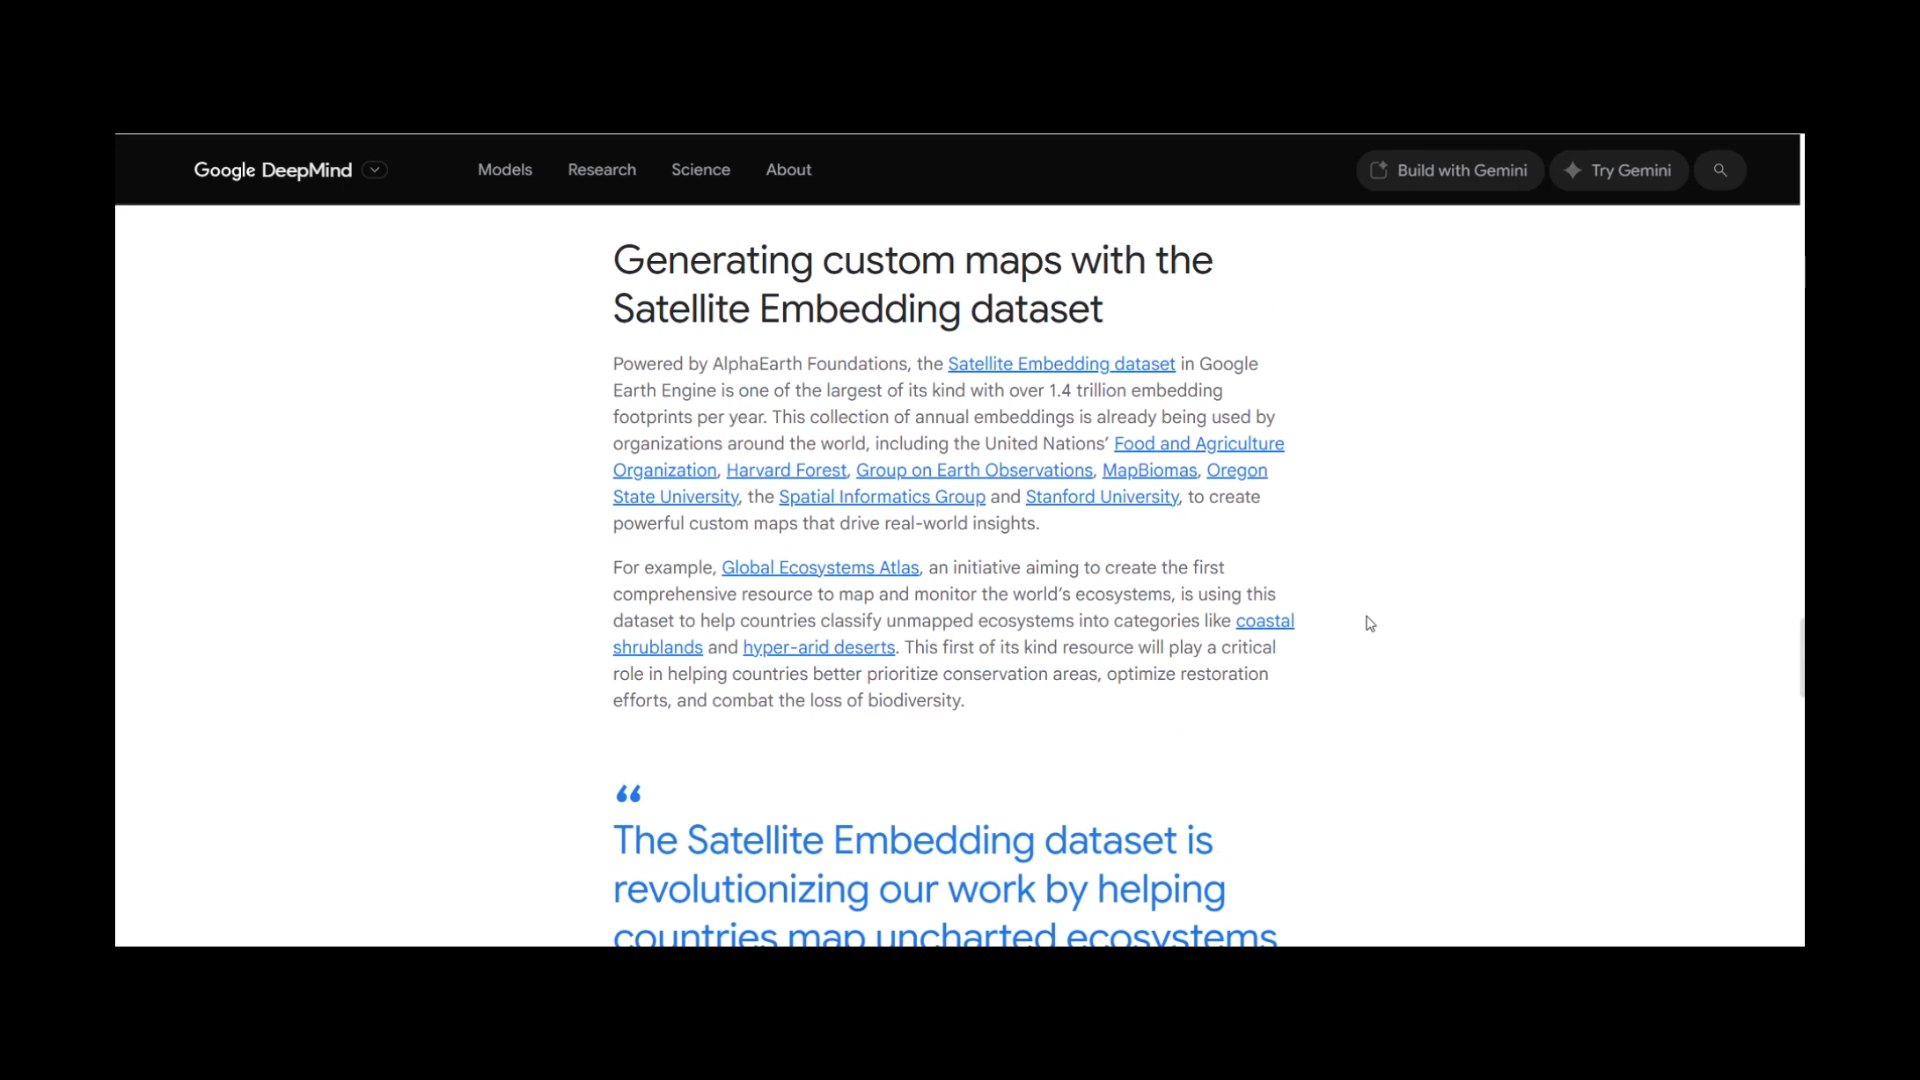 Google DeepMind
Models
Research
Science
About
Build with Gemini
Try Gemini
Generating custom maps with the
Satellite Embedding dataset
Powered by AlphaEarth Foundations, the Satellite Embedding dataset in Google
Earth Engine is one of the largest of its kind with over 1.4 trillion embedding
footprints per year. This collection of annual embeddings is already being used by
organizations around the world, including the United Nations’ Food and Agriculture
Organization, Harvard Forest, Group on Earth Observations, MapBiomas, Oregon
State University, the Spatial Informatics Group and Stanford University, to create
powerful custom maps that drive real-world insights.
For example, Global Ecosystems Atlas, an initiative aiming to create the first
comprehensive resource to map and monitor the world’s ecosystems, is using this
dataset to help countries classify unmapped ecosystems into categories like coastal
shrublands and hyper-arid deserts. This first of its kind resource will play a critical
role in helping countries better prioritize conservation areas, optimize restoration
efforts, and combat the loss of biodiversity.
“
The Satellite Embedding dataset is
revolutionizing our work by helping
countries map uncharted ecosystems